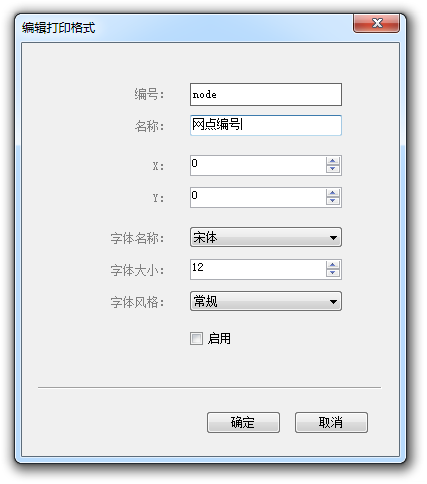 编辑打印格式
编号： node
名称： 网点编号
X： 0
Y： 0
字体名称： 宋体
字体大小： 12
字体风格： 常规
启用
确定 取消